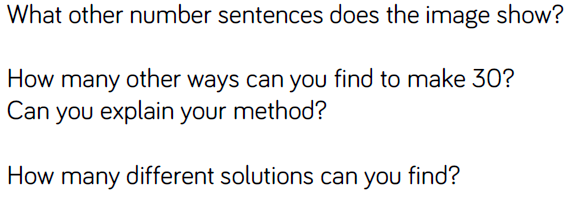 What other number sentences does the image show?
How many other ways can you find to make 30?
Can you explain your method?
How many different solutions can you find?